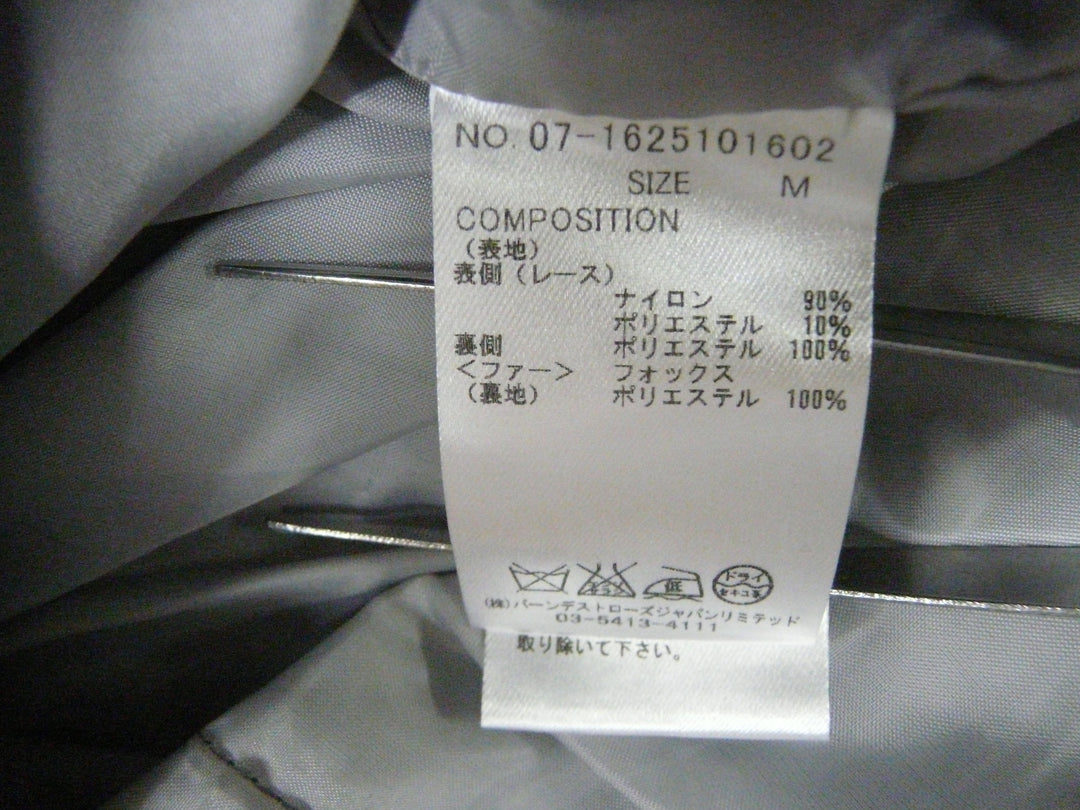 NO. 07-1625101602
SIZE M
COMPOSITION
(表地)
表側(レース)
ナイロン 90%
ポリエステル 10%
裏側 ポリエステル 100%
<ファー> フォックス
(裏地) ポリエステル 100%
低
ドライ
(株)バーンデストローズジャパンリミテッド
03-5413-4111
取り除いて下さい。